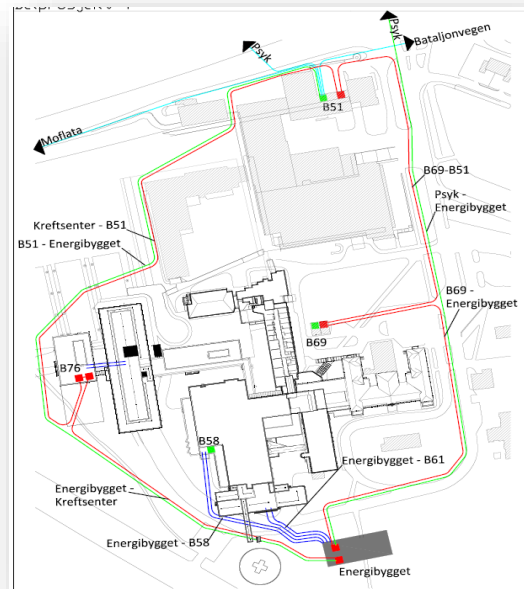 Psyk
Psyk
Bataljonvegen
B51
Moflata
B69-B51
Psyk -
Energibygget
Kreftsenter - B51
B51 - Energibygget
B69 -
Energibygget
B69
B76
B58
Energibygget - B61
Energibygget -
Kreftsenter
Energibygget - B58
Energibygget